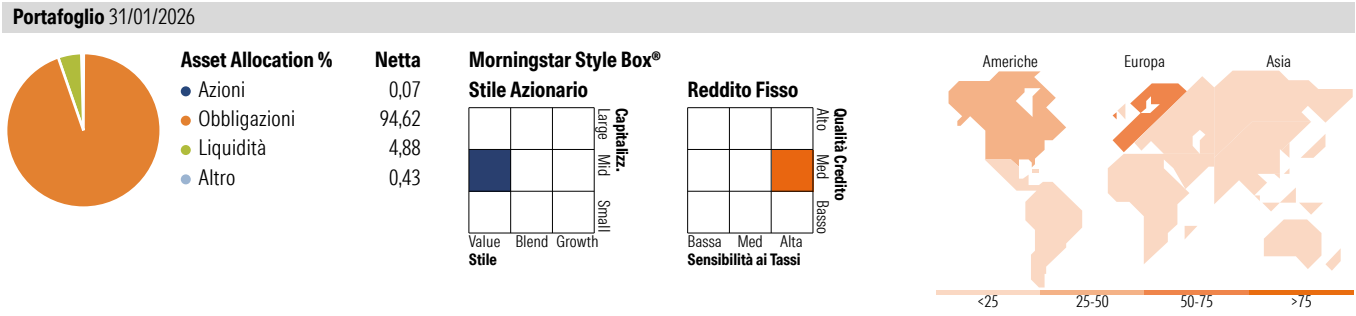 Portafoglio 31/01/2026
Asset Allocation % Netta
Azioni 0,07
Obbligazioni 94,62
Liquidità 4,88
Altro 0,43
Morningstar Style Box®
Stile Azionario
Large Mid Small
Capitalizz.
Value Blend Growth
Stile
Reddito Fisso
Alto Med Basso
Qualità Credito
Bassa Med Alta
Sensibilità ai Tassi
Americhe Europa Asia
<25 25-50 50-75 >75